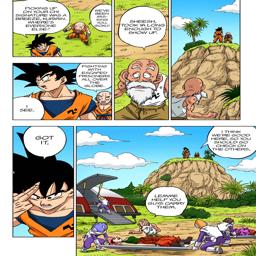 PICKING UP
ON YOUR CHI
SIGNATURE WAS A
BREEZE, KURIRIN.
WHERE'S
EVERYONE
ELSE?
SHEESH,
TOOK YA LONG
ENOUGH TO
SHOW UP.
I
SEE.
FIGHTING
WITH
ESCAPED
PRISONERS
ALL OVER
THE
GLOBE.
GOT
IT.
I THINK
WE'RE GOOD
HERE, SO YOU
SHOULD GO
CHECK ON
THE OTHERS.
LEMME
HELP YOU
GUYS CARRY
THEM.